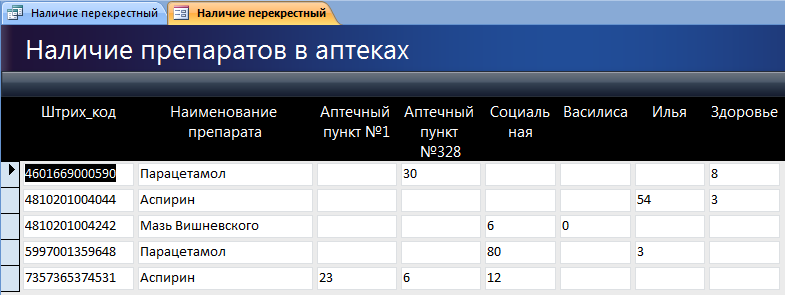 Наличие перекрестный Наличие перекрестный
Наличие препаратов в аптеках
Штрих_код Наименование препарата Аптечный пункт №1 Аптечный пункт №328 Социаль ная Василиса Илья Здоровье
4601669000590 Парацетамол 30 8
4810201004044 Аспирин 54 3
4810201004242 Мазь Вишневского 6 0
5997001359648 Парацетамол 80 3
7357365374531 Аспирин 23 6 12